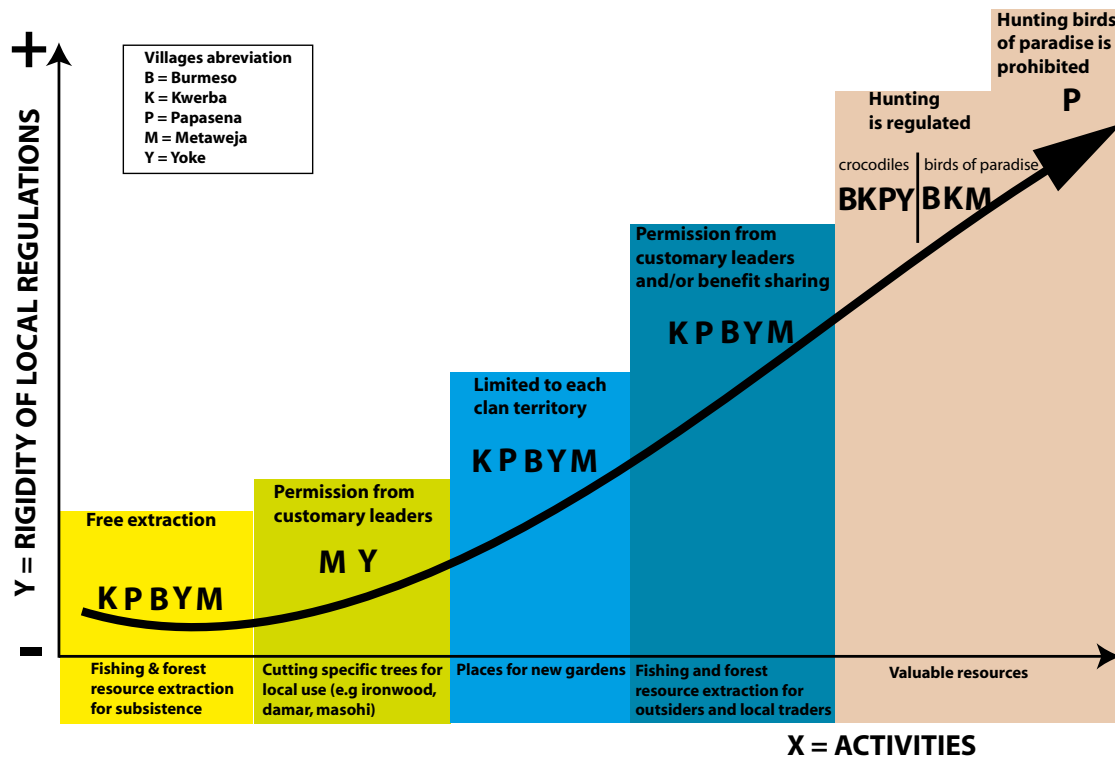 +
Y = RIGIDITY OF LOCAL REGULATIONS
-
Villages abreviation
B = Burmeso
K = Kwerba
P = Papasena
M = Metaweja
Y = Yoke
Free extraction
K P B Y M
Fishing & forest
resource extraction
for subsistence
Permission from
customary leaders
M Y
Cutting specific trees for
local use (e.g ironwood,
damar, masohi)
Limited to each
clan territory
K P B Y M
Places for new gardens
Permission from
customary leaders
and/or benefit sharing
K P B Y M
Fishing and forest
resource extraction for
outsiders and local traders
Hunting
is regulated
crocodiles
BKPY
birds of paradise
BKM
Hunting birds
of paradise is
prohibited
P
Valuable resources
X = ACTIVITIES